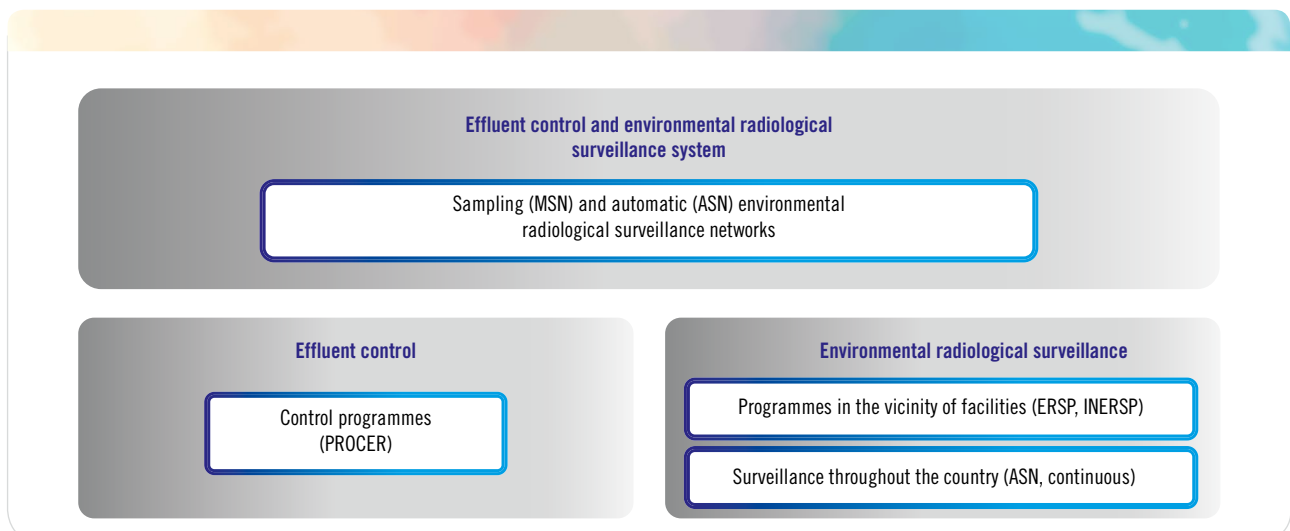 Effluent control and environmental radiological
surveillance system
Sampling (MSN) and automatic (ASN) environmental
radiological surveillance networks
Effluent control
Control programmes
(PROCER)
Environmental radiological surveillance
Programmes in the vicinity of facilities (ERSP, INERSP)
Surveillance throughout the country (ASN, continuous)